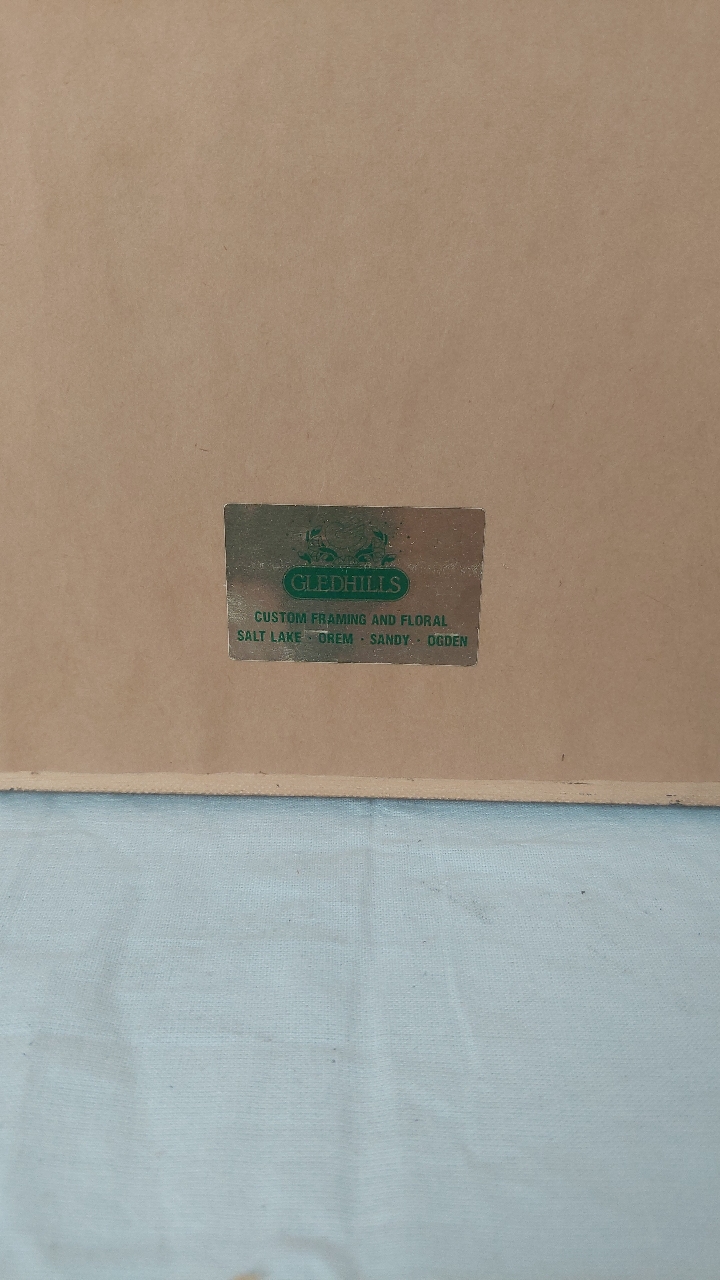 GLEDHILLS
CUSTOM FRAMING AND FLORAL
SALT LAKE · OREM · SANDY · OGDEN